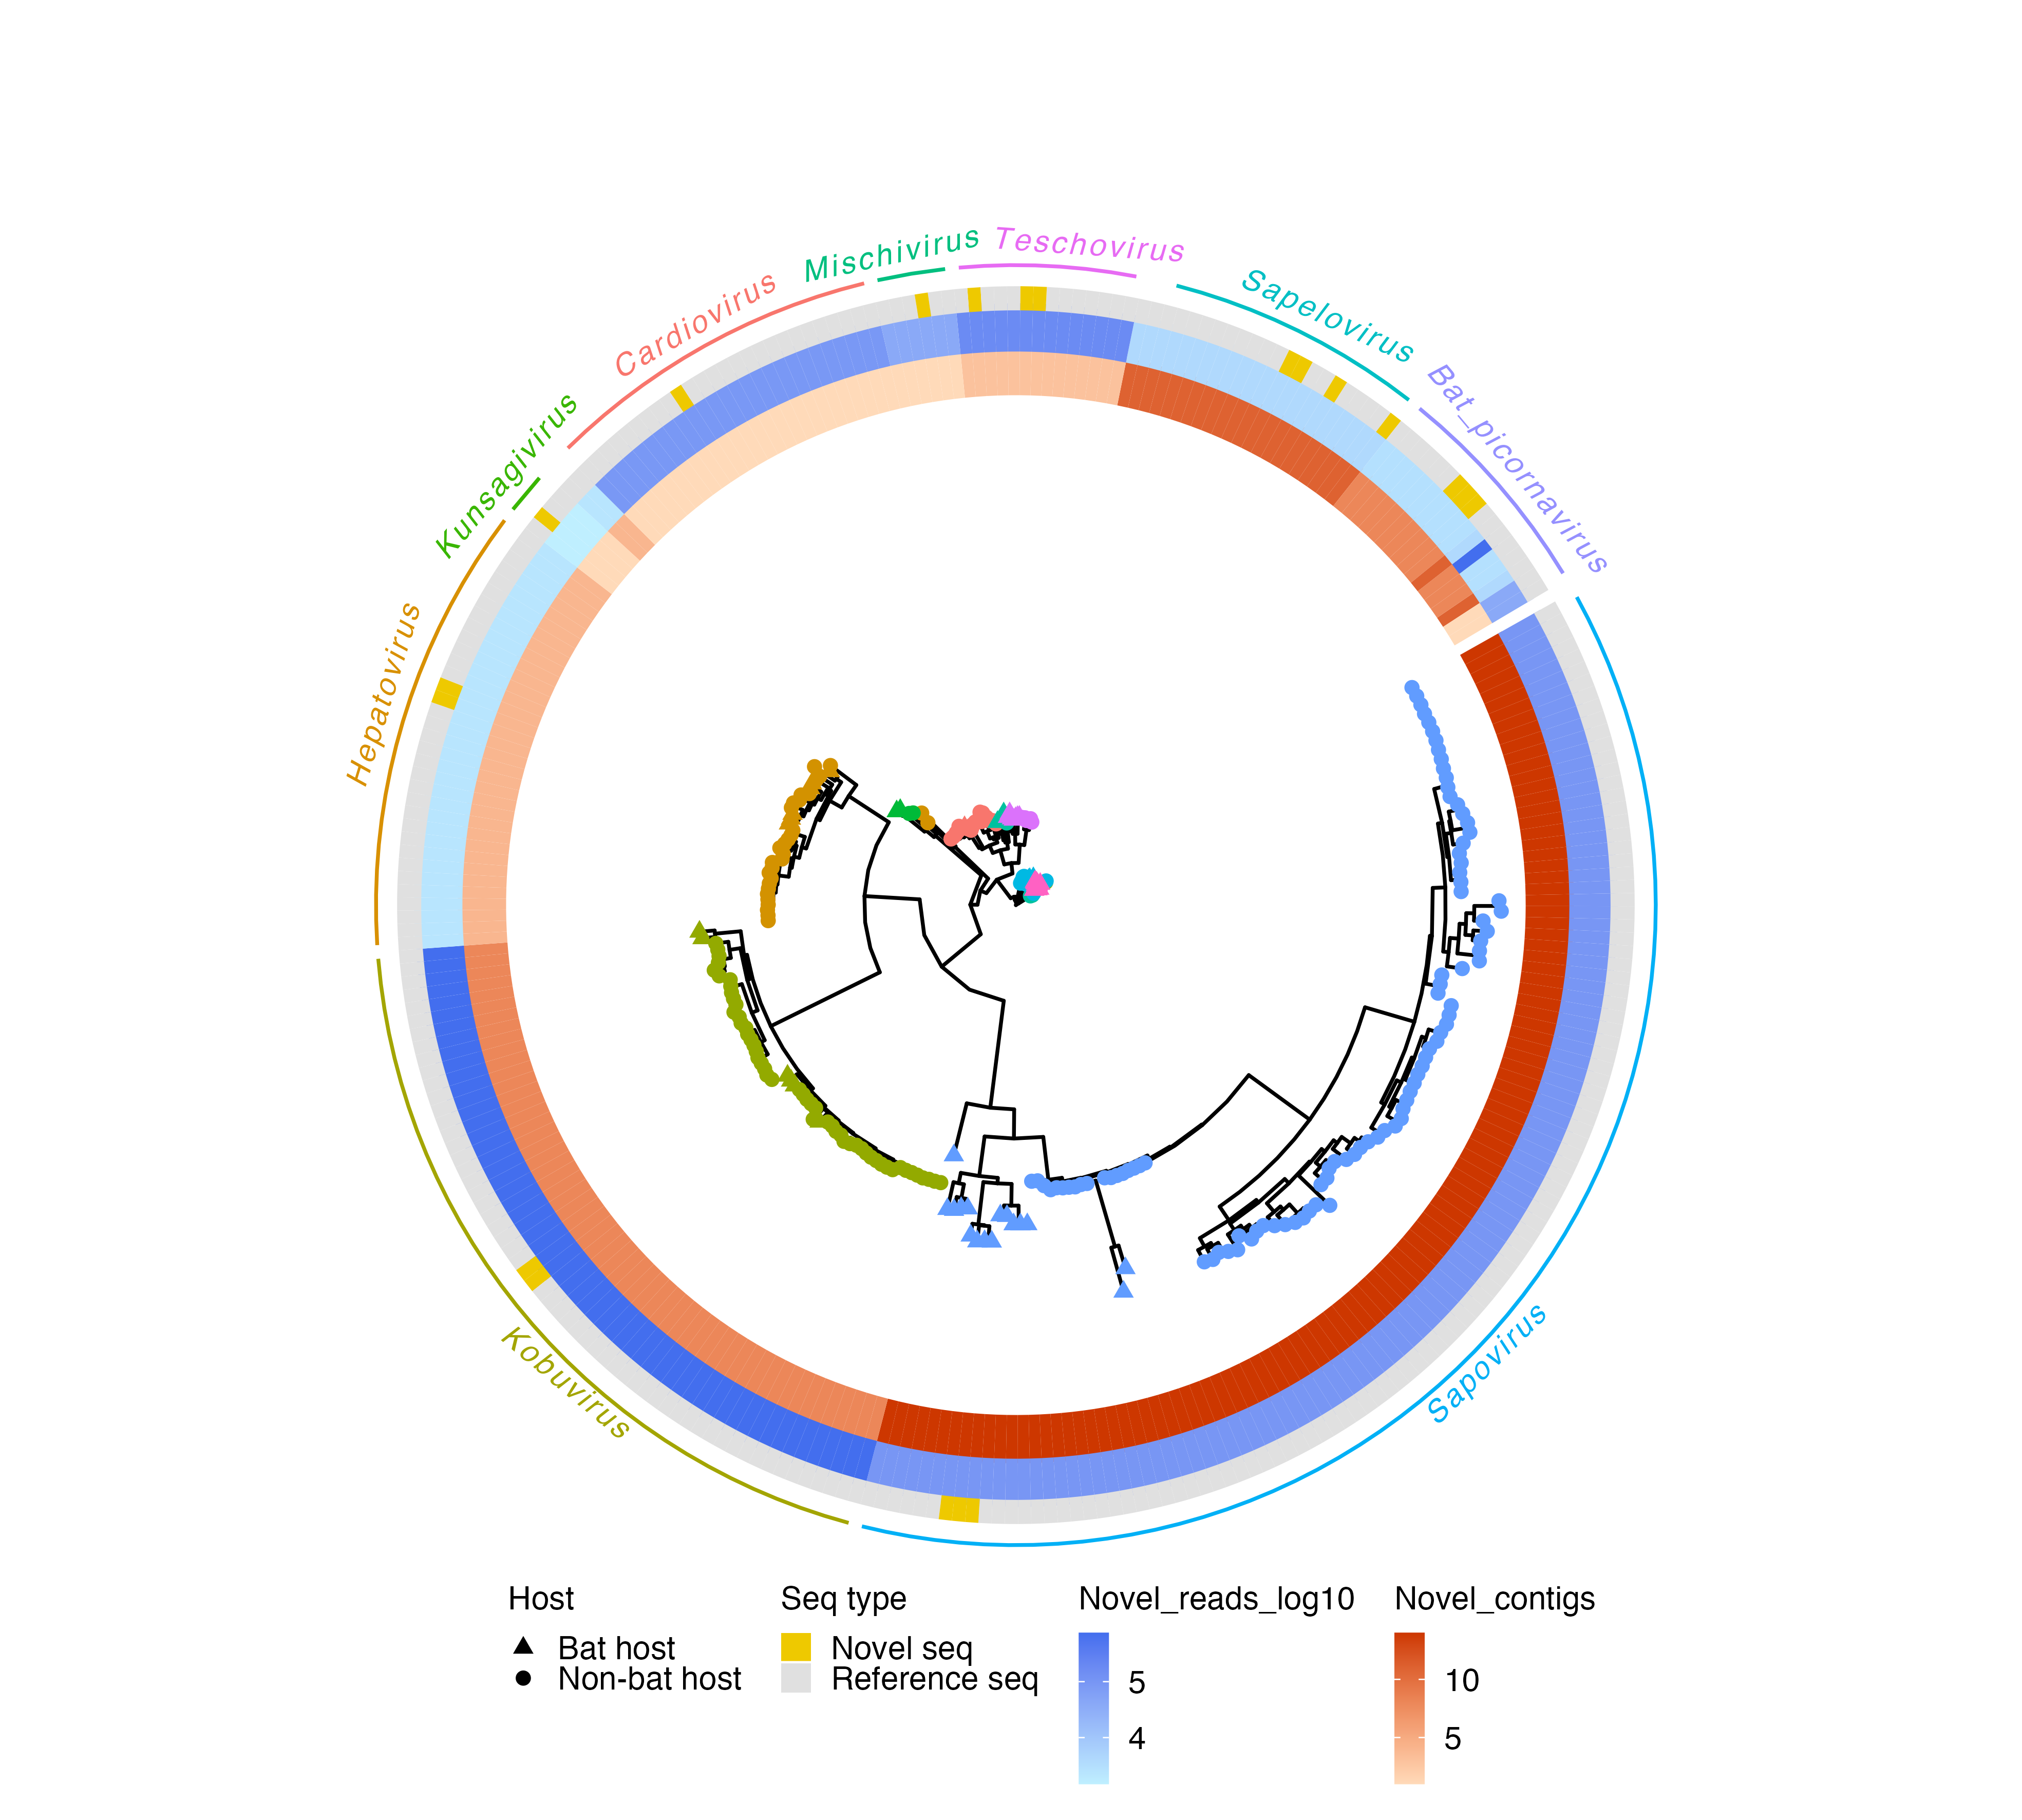 Mischivirus
Teschovirus
Cardiovirus
Sapelovirus
Kunsagivirus
Bat_picornavirus
Hepatovirus
Kobuvirus
Sapovirus
Host
Bat host
Non-bat host
Seq type
Novel seq
Reference seq
Novel_reads_log10
5
4
Novel_contigs
10
5